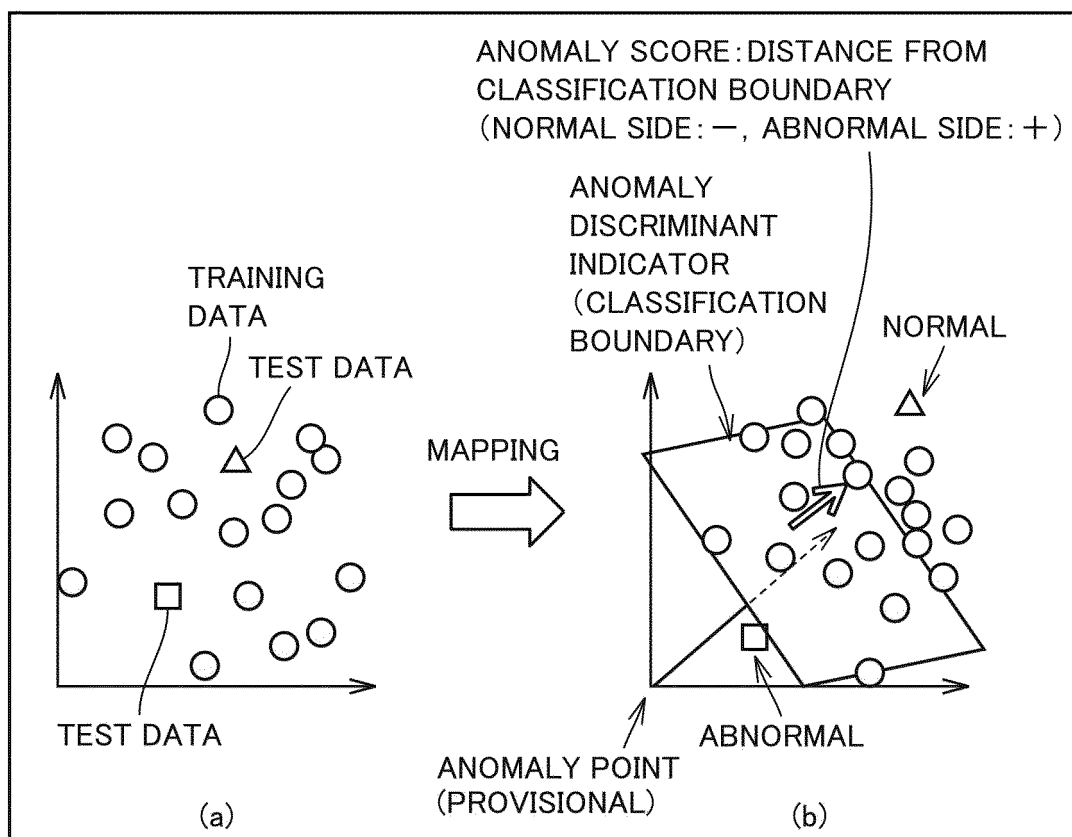 ANOMALY SCORE:DISTANCE FROM
CLASSIFICATION BOUNDARY
(NORMAL SIDE:－, ABNORMAL SIDE:＋)
ANOMALY
DISCRIMINANT
INDICATOR
(CLASSIFICATION
BOUNDARY)
NORMAL
TRAINING
DATA
TEST DATA
MAPPING
TEST DATA
ABNORMAL
ANOMALY POINT
(PROVISIONAL)
(a)
(b)